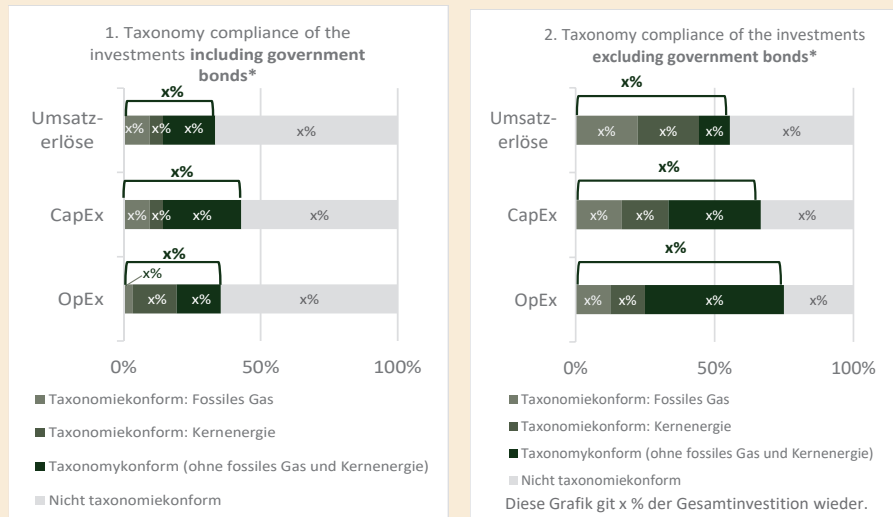 1. Taxonomy compliance of the
investments including government
bonds*
x%
Umsatz-
erlöse
x% x% x% x%
x%
CapEx
x% x% x% x%
x%
x%
OpEx
x% x% x%
0% 50% 100%
Taxonomiekonform: Fossiles Gas
Taxonomiekonform: Kernenergie
Taxonomykonform (ohne fossiles Gas und Kernenergie)
Nicht taxonomiekonform
2. Taxonomy compliance of the investments
excluding government bonds*
x%
Umsatz-
erlöse
x% x% x% x%
x%
CapEx
x% x% x% x%
x%
OpEx
x% x% x% x%
0% 50% 100%
Taxonomiekonform: Fossiles Gas
Taxonomiekonform: Kernenergie
Taxonomykonform (ohne fossiles Gas und Kernenergie)
Nicht taxonomiekonform
Diese Grafik git x % der Gesamtinvestition wieder.